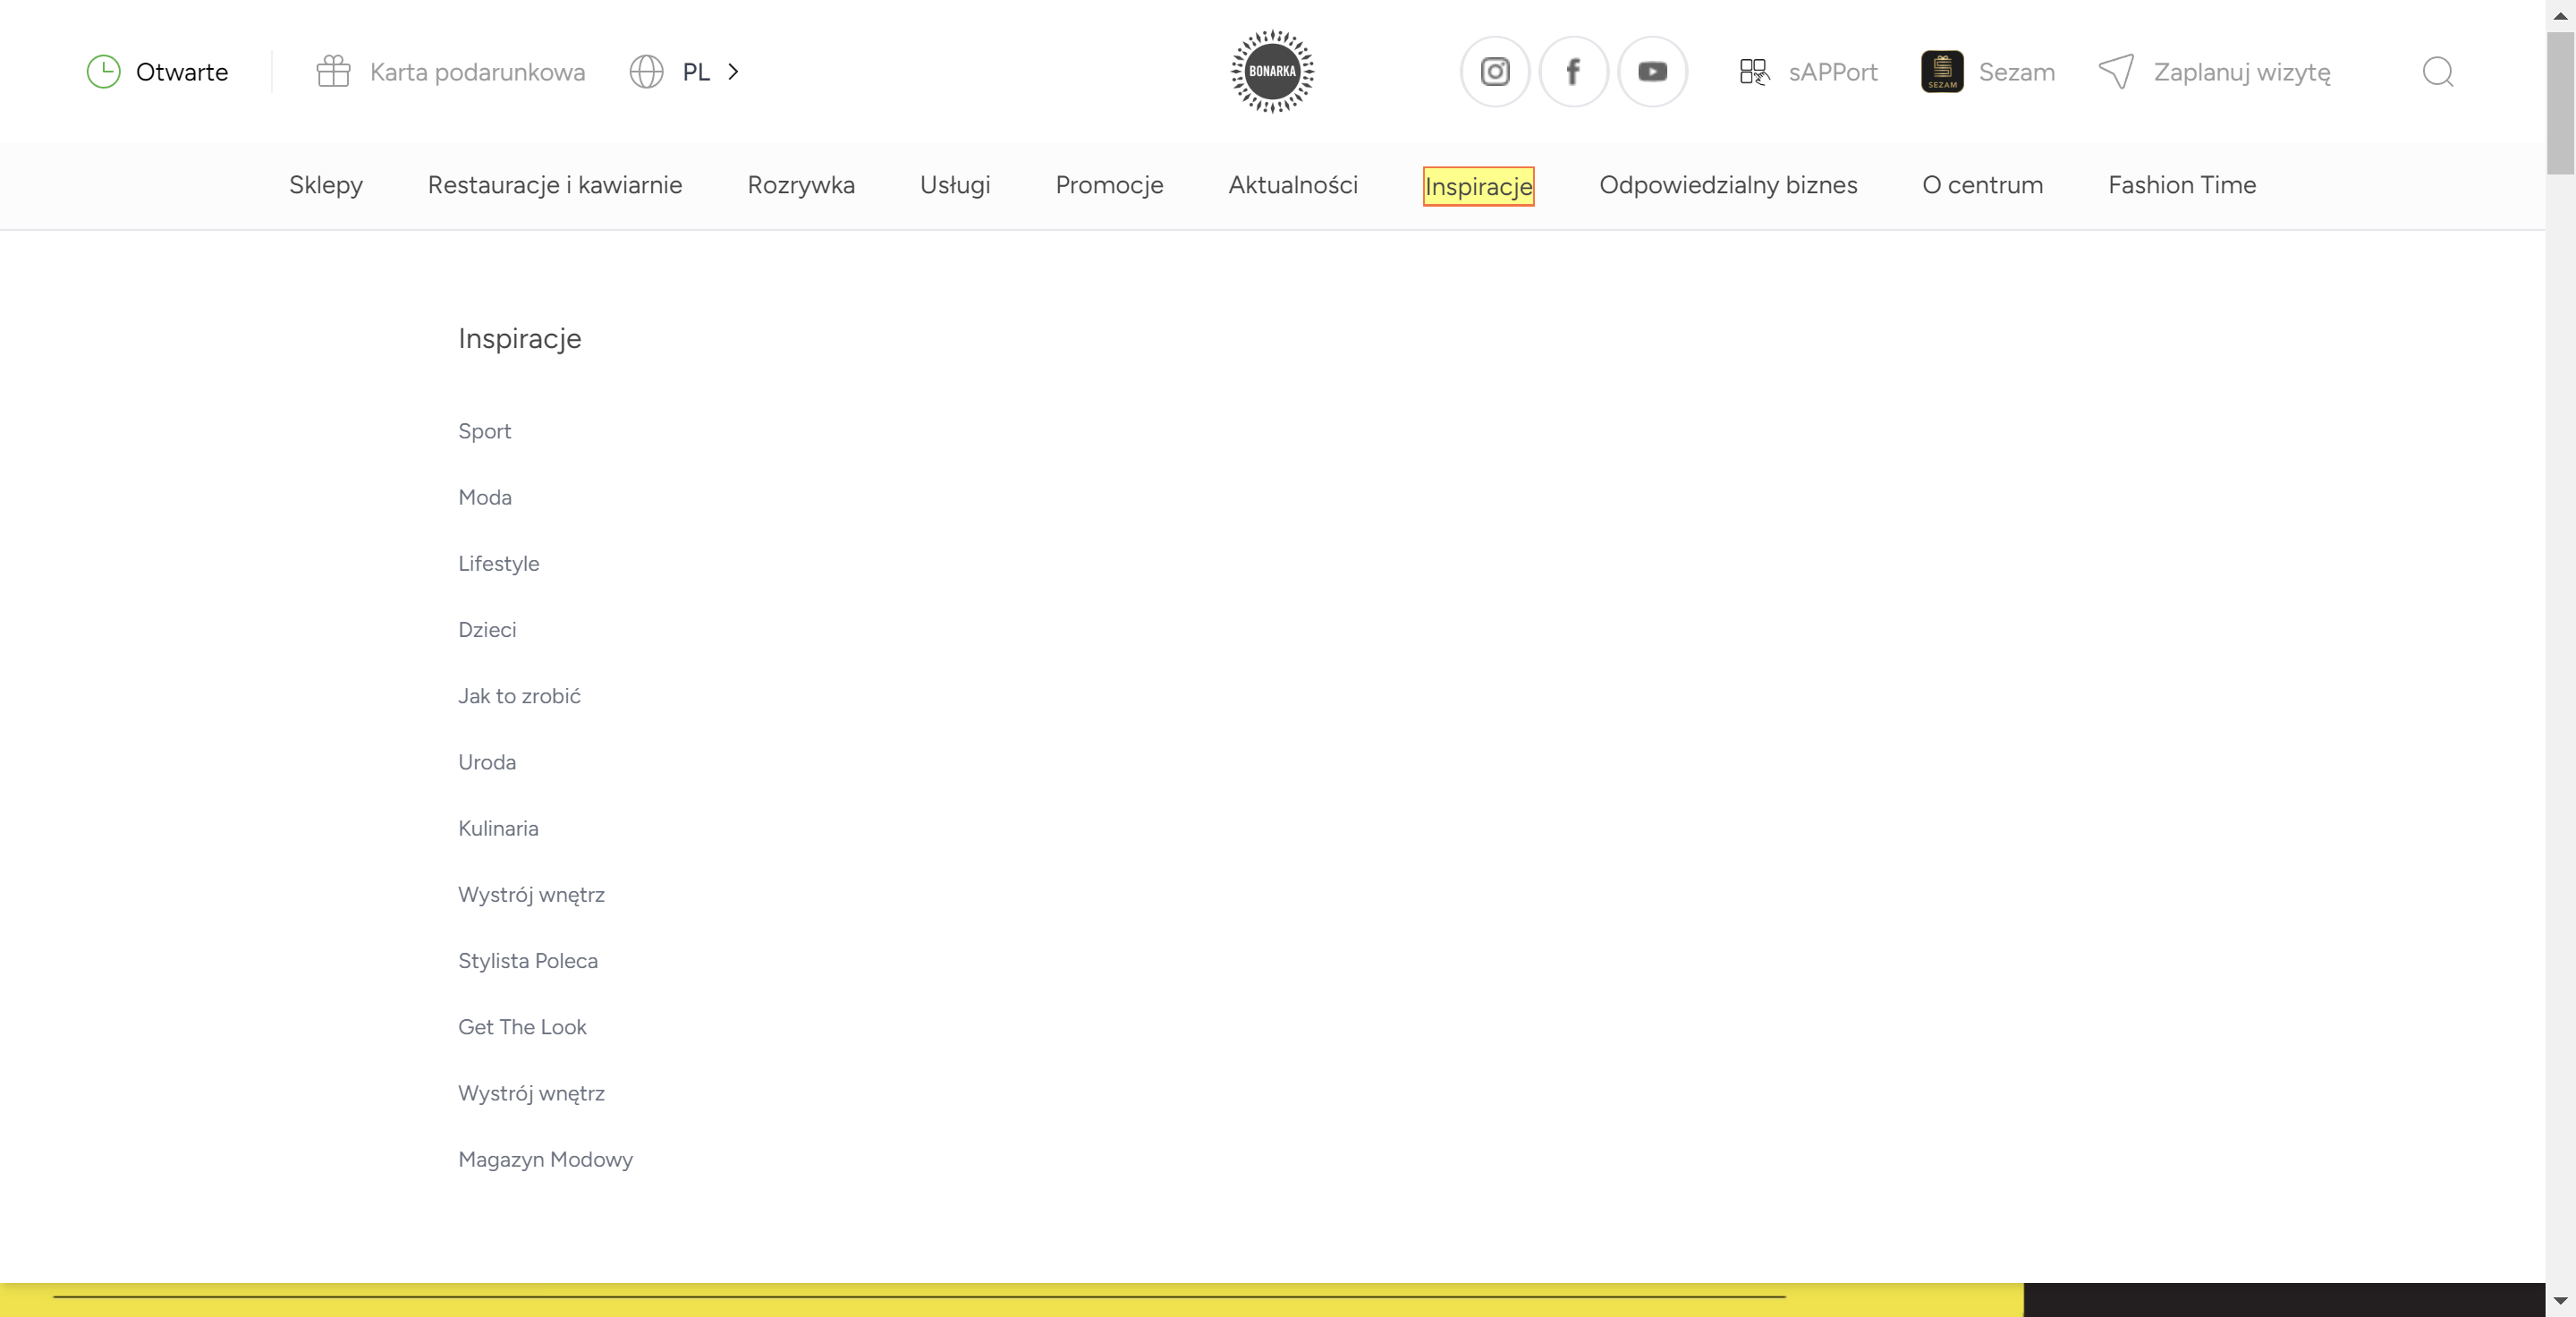 Otwarte
Karta podarunkowa
PL
BONARKA
sAPPort
SEZAM
Sezam
Zaplanuj wizytę
Sklepy
Restauracje i kawiarnie
Rozrywka
Usługi
Promocje
Aktualności
Inspiracje
Odpowiedzialny biznes
O centrum
Fashion Time
Inspiracje
Sport
Moda
Lifestyle
Dzieci
Jak to zrobić
Uroda
Kulinaria
Wystrój wnętrz
Stylista Poleca
Get The Look
Wystrój wnętrz
Magazyn Modowy